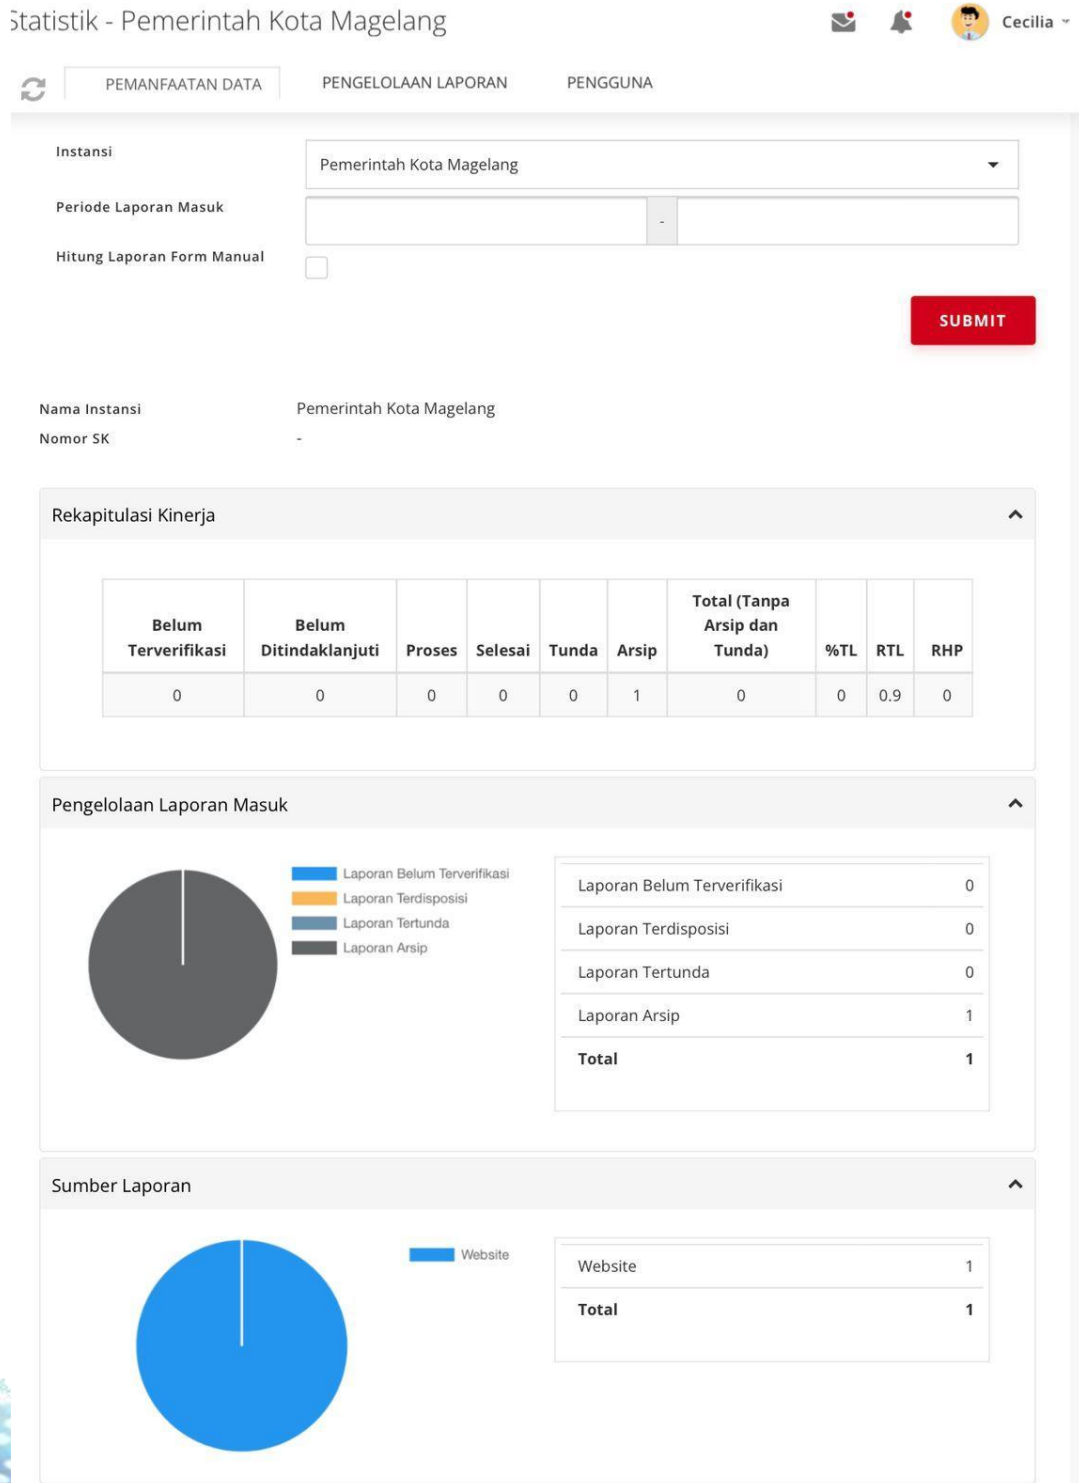 Statistik - Pemerintah Kota Magelang
Cecilia
PEMANFAATAN DATA PENGELOLAAN LAPORAN PENGGUNA
Instansi Pemerintah Kota Magelang
Periode Laporan Masuk -
Hitung Laporan Form Manual
SUBMIT
Nama Instansi Pemerintah Kota Magelang
Nomor SK -
Rekapitulasi Kinerja
Belum Terverifikasi Belum Ditindaklanjuti Proses Selesai Tunda Arsip Total (Tanpa Arsip dan Tunda) %TL RTL RHP
0 0 0 0 0 1 0 0 0.9 0
Pengelolaan Laporan Masuk
Laporan Belum Terverifikasi
Laporan Terdisposisi
Laporan Tertunda
Laporan Arsip
Laporan Belum Terverifikasi 0
Laporan Terdisposisi 0
Laporan Tertunda 0
Laporan Arsip 1
Total 1
Sumber Laporan
Website
Website 1
Total 1